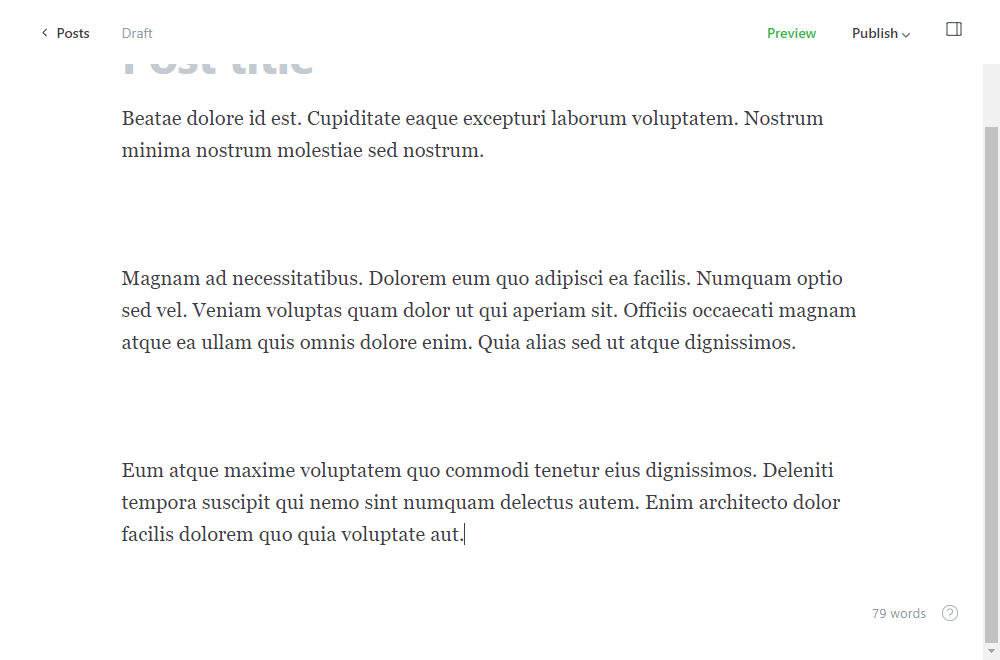 Posts
Draft
Preview
Publish
Post title
Beatae dolore id est. Cupiditate eaque excepturi laborum voluptatem. Nostrum
minima nostrum molestiae sed nostrum.
Magnam ad necessitatibus. Dolorem eum quo adipisci ea facilis. Numquam optio
sed vel. Veniam voluptas quam dolor ut qui aperiam sit. Officiis occaecati magnam
atque ea ullam quis omnis dolore enim. Quia alias sed ut atque dignissimos.
Eum atque maxime voluptatem quo commodi tenetur eius dignissimos. Deleniti
tempora suscipit qui nemo sint numquam delectus autem. Enim architecto dolor
facilis dolorem quo quia voluptate aut.
79 words
?